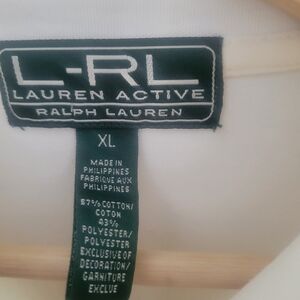 L-RL
LAUREN ACTIVE
RALPH LAUREN
XL
MADE IN
PHILIPPINES
FABRIQUE AUX
PHILIPPINES
57% COTTON/
COTON
43%
POLYESTER/
POLYESTER
EXCLUSIVE OF
DECORATION/
GARNITURE
EXCLUE